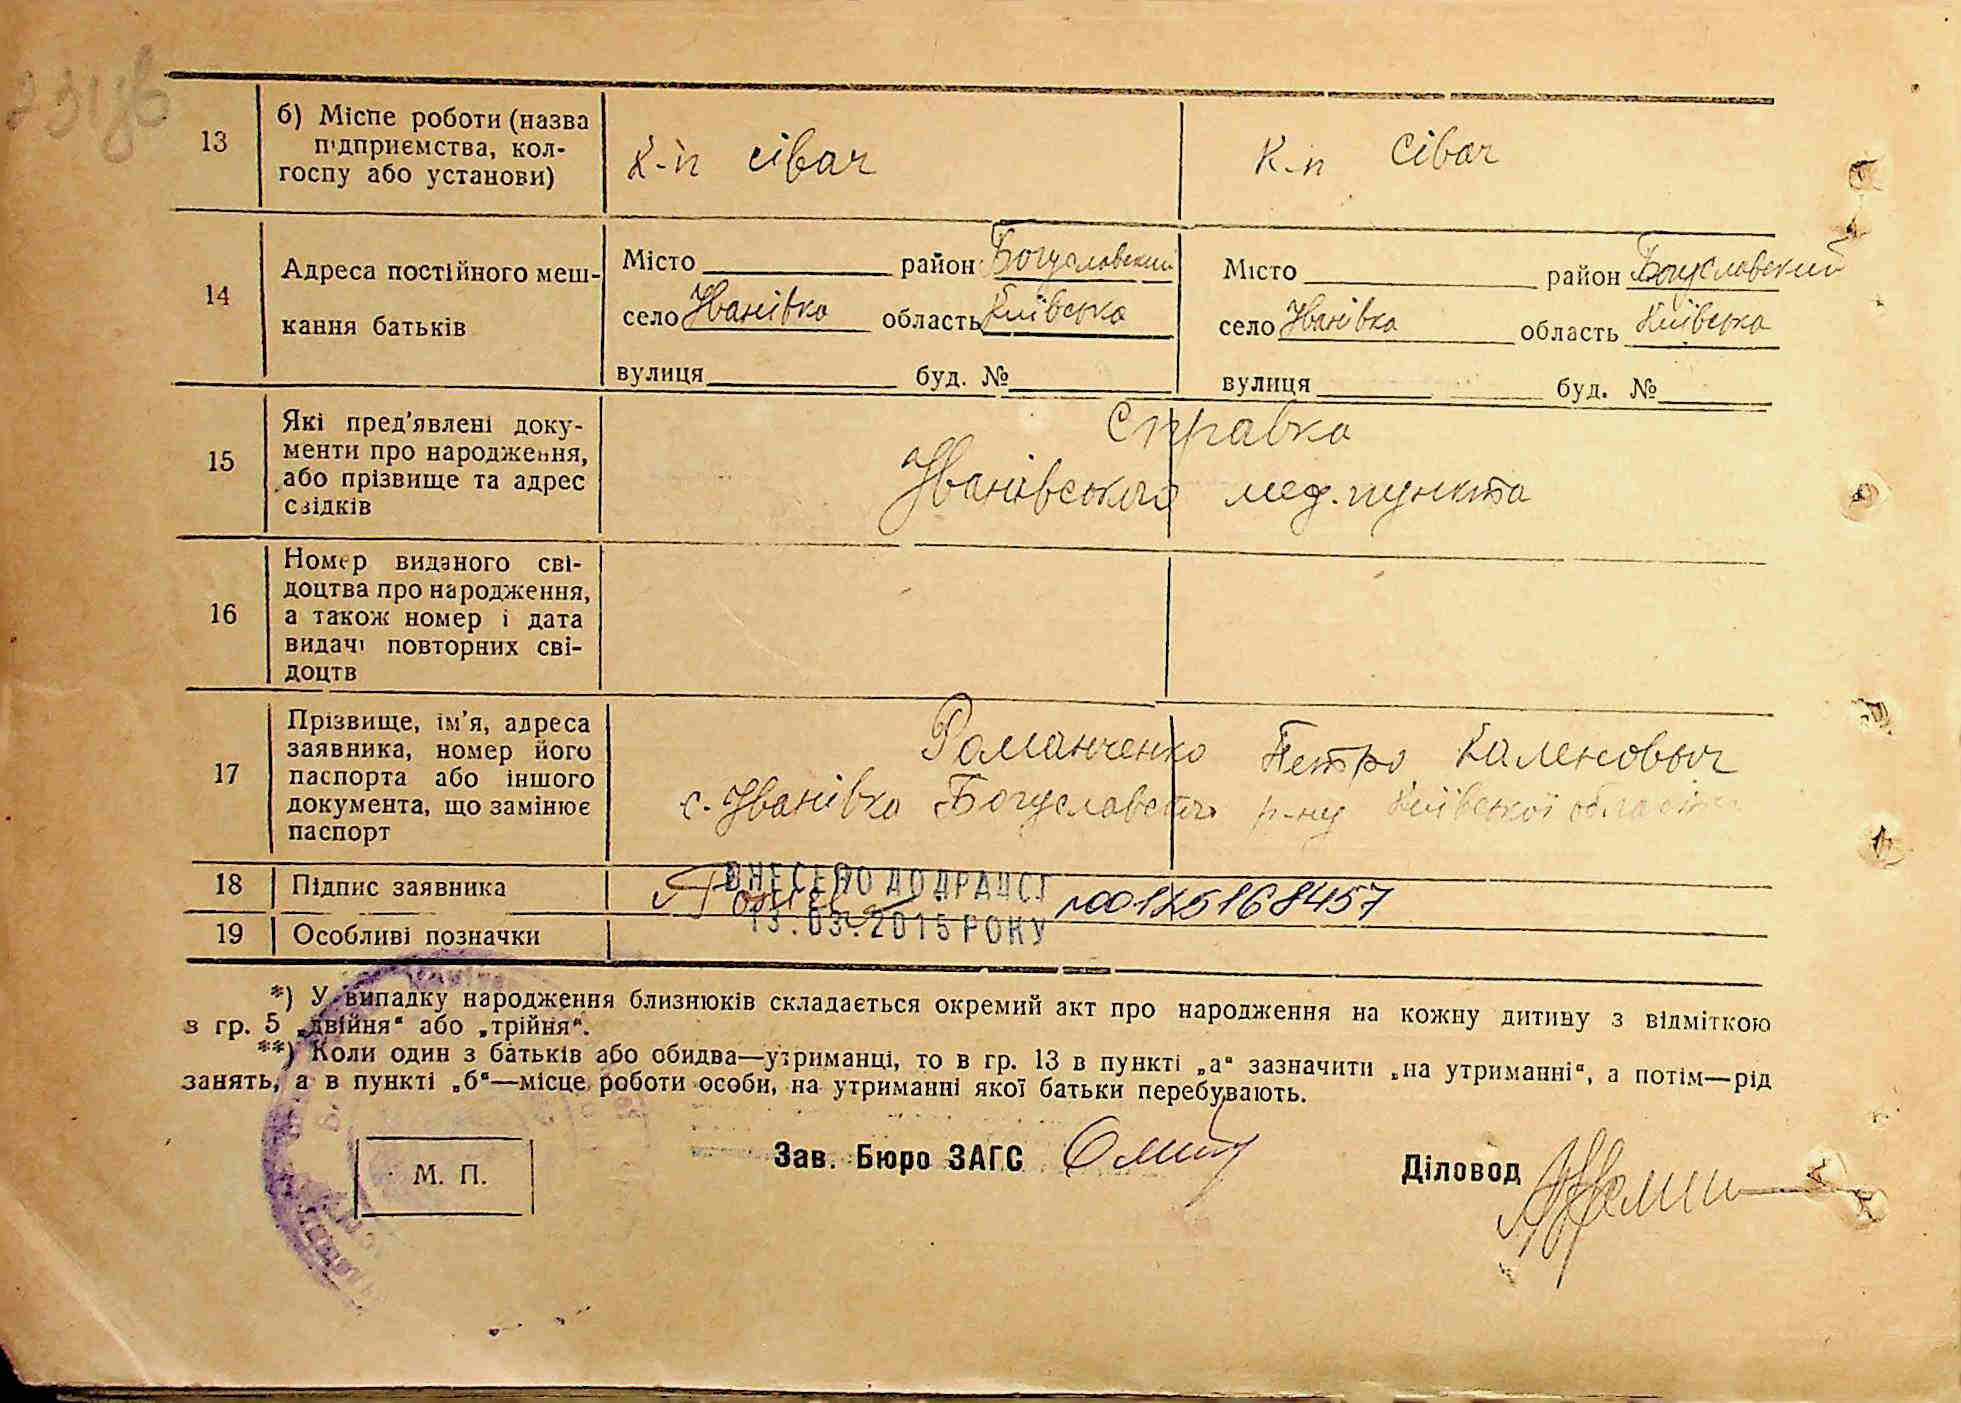 13
б) Місце роботи (назва
підприємства, кол-
госпу або установи)
к-п сівач
к-п Сівач
14
Адреса постійного меш-
кання батьків
Місто район Богуславский
село Іванівка область Київська
вулиця буд. №
Місто район Богуславский
село Іванівка область Київська
вулиця буд. №
15
Які пред'явлені доку-
менти про народження,
або прізвище та адрес
свідків
Справка
Іванівського мед. пункта
16
Номер виданого сві-
доцтва про народження,
а також номер і дата
видачі повторних сві-
доцтв
17
Прізвище, ім'я, адреса
заявника, номер його
паспорта або іншого
документа, що замінює
паспорт
Романченко Петро Каленович
с. Іванівка Богуславског р-ну Київської області
18
Підпис заявника
ВНЕСЕНО ДО ДРАЦСГ
13.03.2015 РОКУ
№00125168457
19
Особливі позначки
*) У випадку народження близнюків складається окремий акт про народження на кожну дитину з відміткою
в гр. 5 „двійня" або „трійня".
**) Коли один з батьків або обидва—утриманці, то в гр. 13 в пункті „а" зазначити „на утриманні", а потім—рід
занять, а в пункті „б"—місце роботи особи, на утриманні якої батьки перебувають.
М. П.
Зав. Бюро ЗАГС
Діловод